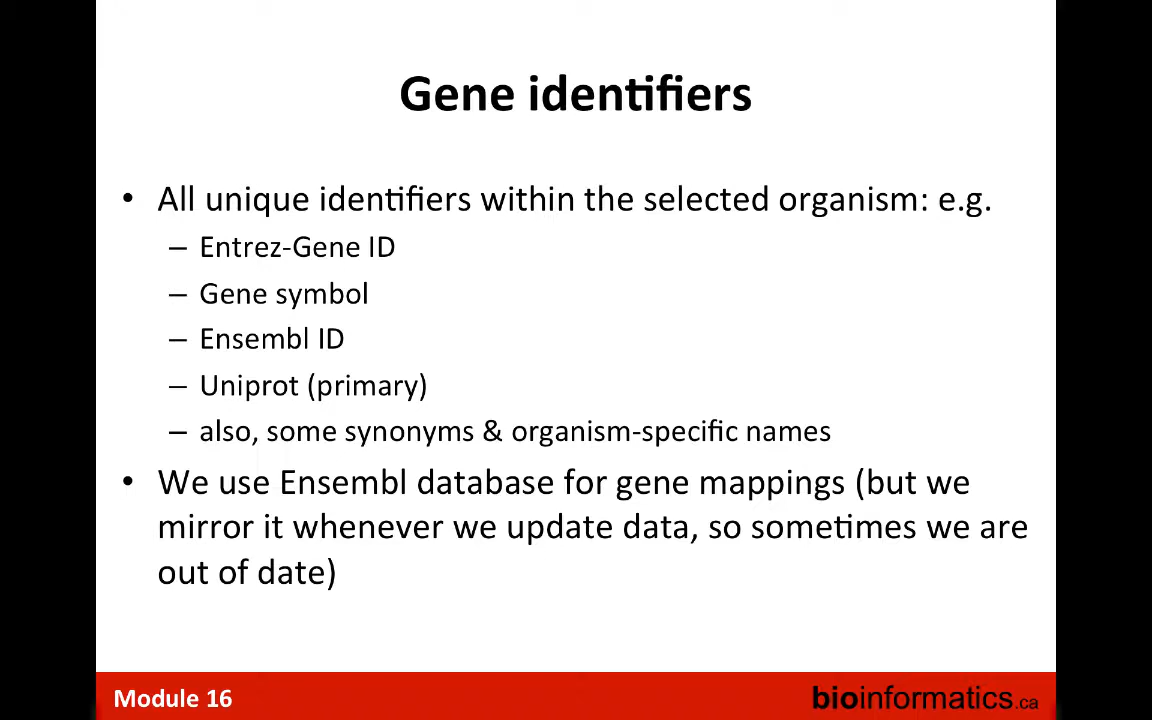 Gene identifiers
• All unique identifiers within the selected organism: e.g.
– Entrez-Gene ID
– Gene symbol
– Ensembl ID
– Uniprot (primary)
– also, some synonyms & organism-specific names
• We use Ensembl database for gene mappings (but we
mirror it whenever we update data, so sometimes we are
out of date)
Module 16
bioinformatics.ca